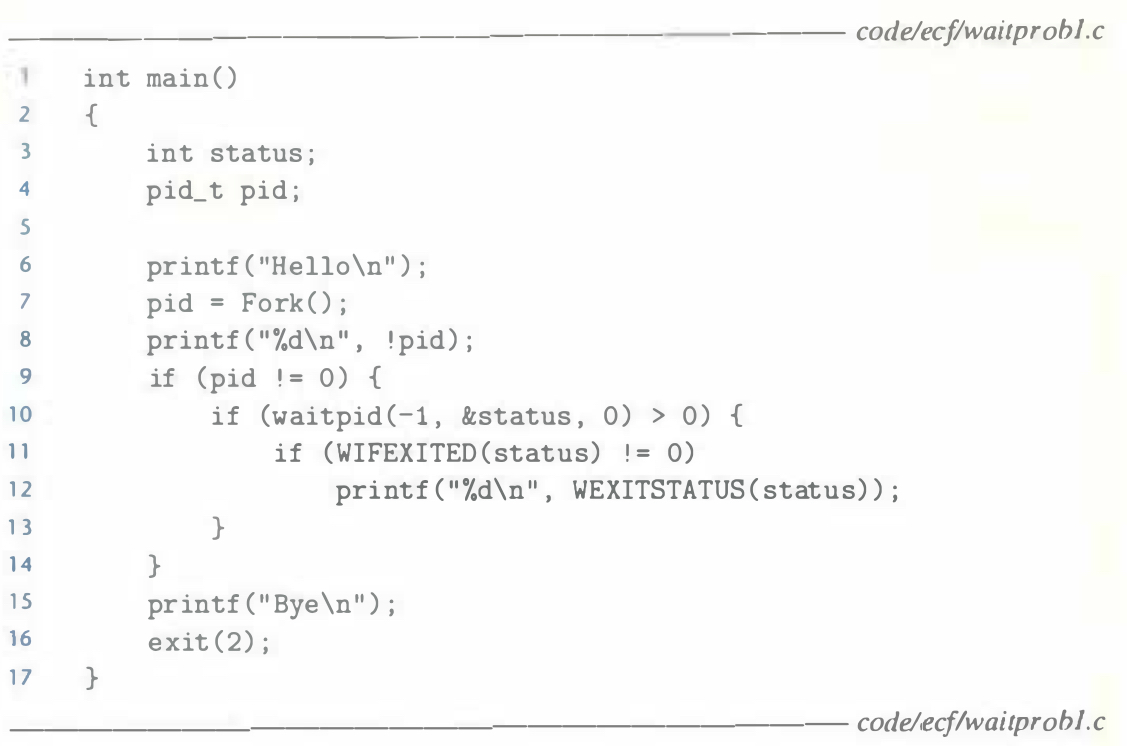 code/ecf/waitprob1.c
1 int main()
2 {
3 int status;
4 pid_t pid;
5
6 printf("Hello\n");
7 pid = Fork();
8 printf("%d\n", !pid);
9 if (pid != 0) {
10 if (waitpid(-1, &status, 0) > 0) {
11 if (WIFEXITED(status) != 0)
12 printf("%d\n", WEXITSTATUS(status));
13 }
14 }
15 printf("Bye\n");
16 exit(2);
17 }
code/ecf/waitprob1.c